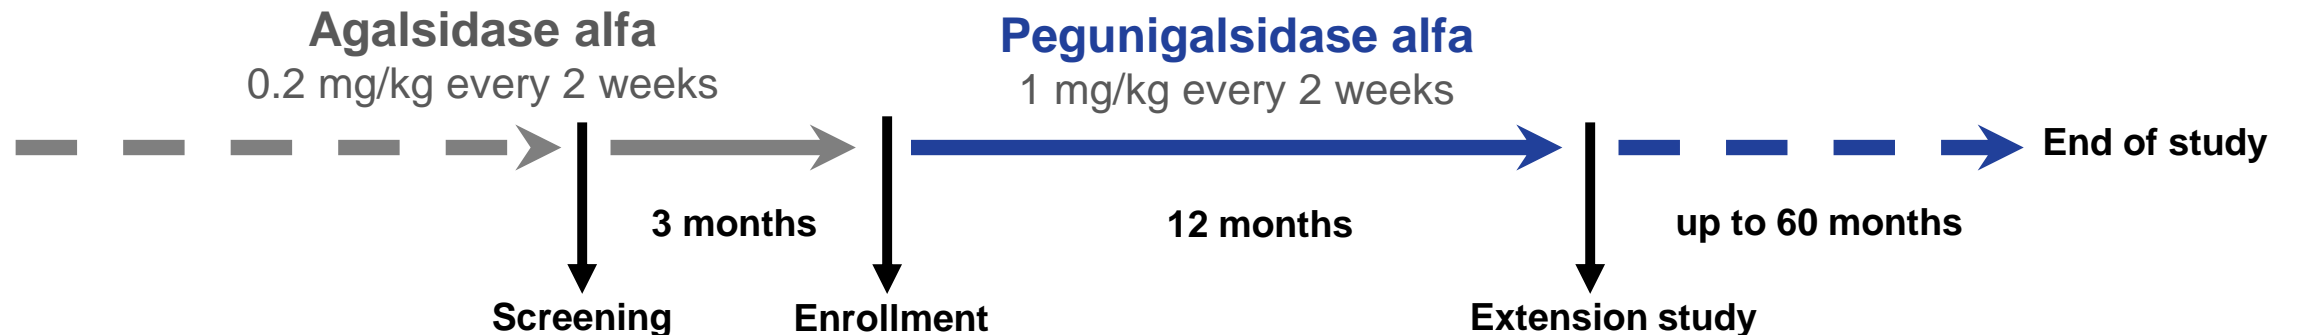 Agalsidase alfa
0.2 mg/kg every 2 weeks
Pegunigalsidase alfa
1 mg/kg every 2 weeks
End of study
3 months
12 months
up to 60 months
Screening
Enrollment
Extension study